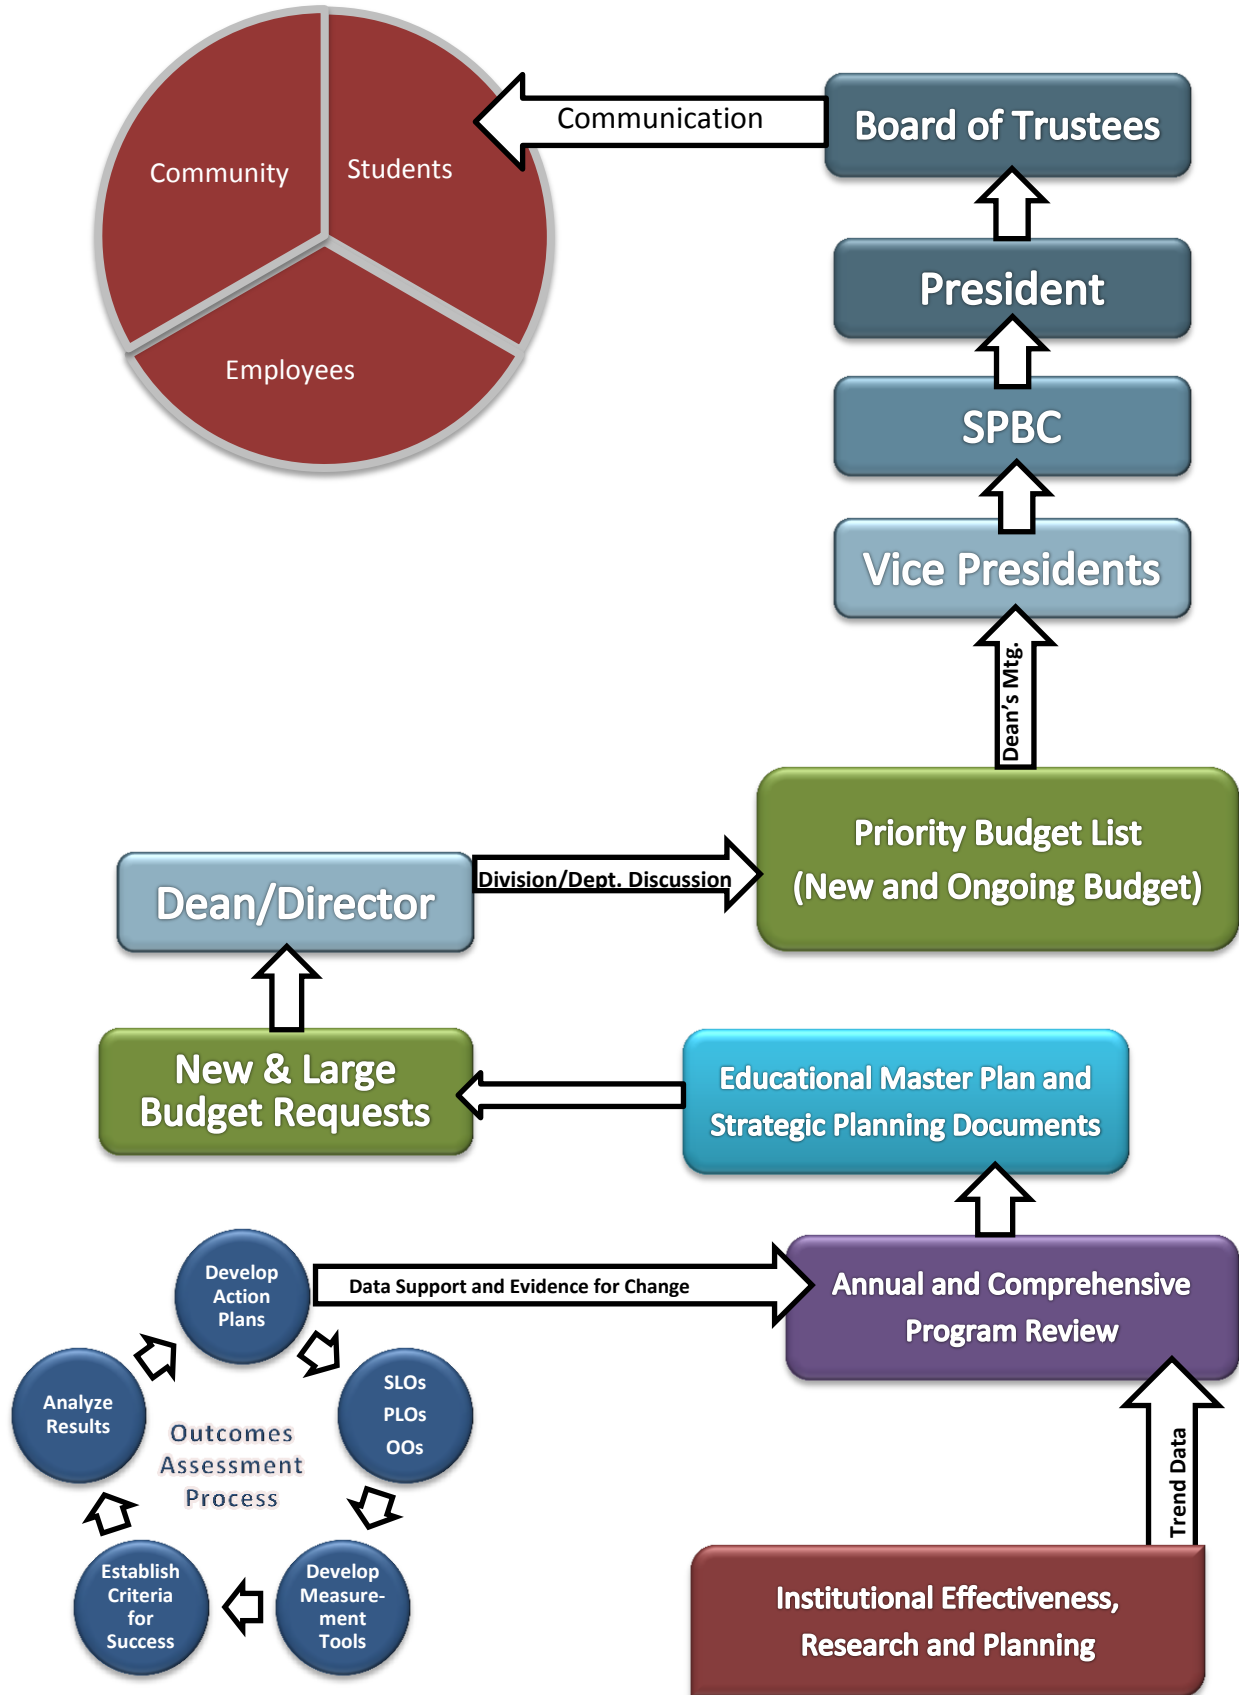 Communication
Board of Trustees
Community
Students
Employees
President
SPBC
Vice Presidents
Dean's Mtg.
Priority Budget List
(New and Ongoing Budget)
Division/Dept. Discussion
Dean/Director
New & Large
Budget Requests
Educational Master Plan and
Strategic Planning Documents
Develop
Action
Plans
Data Support and Evidence for Change
Annual and Comprehensive
Program Review
Analyze
Results
SLOs
PLOs
OOs
Outcomes
Assessment
Process
Trend Data
Establish
Criteria
for
Success
Develop
Measure-
ment
Tools
Institutional Effectiveness,
Research and Planning